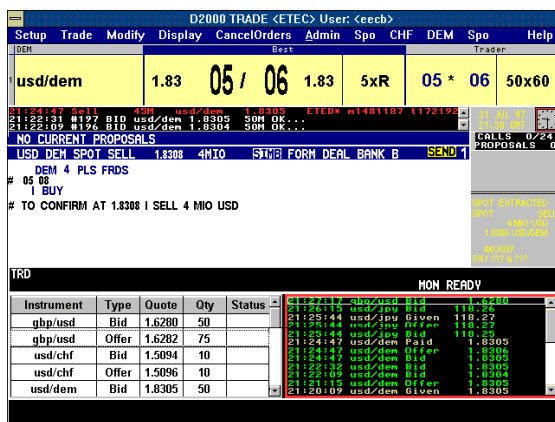 D2000 TRADE <ETEC> User: <eecb>
Setup Trade Modify Display CancelOrders Admin Spo CHF DEM Spo Help
DEM Best Trader
1 usd/dem 1.83 05 / 06 1.83 5xR 05 * 06 50x60
21:24:47 Sell 45M usd/dem 1.8305 ETED* m1481187 t172192
21:22:31 #197 BID usd/dem 1.8305 50M OK...
21:22:09 #196 BID usd/dem 1.8304 50M OK...
31 JUL 97
21:30 GMT
NO CURRENT PROPOSALS
CALLS 0/24
PROPOSALS 0
USD DEM SPOT SELL 1.8308 4MIO STMB FORM DEAL BANK B SEND 1
DEM 4 PLS FRDS
# 05 08
I BUY
# TO CONFIRM AT 1.8308 I SELL 4 MIO USD
SPOT EXTRACTED
SPOT SELL
4 MIO USD
1.8308 USD/DEM
4AUG97
PAY ??? & ???
TRD
MON READY
Instrument Type Quote Qty Status
gbp/usd Bid 1.6280 50
gbp/usd Offer 1.6282 75
usd/chf Bid 1.5094 10
usd/chf Offer 1.5096 10
usd/dem Bid 1.8305 50
21:27:17 gbp/usd Bid 1.6280
21:26:15 usd/jpy Bid 118.26
21:25:44 usd/jpy Given 118.27
21:25:44 usd/jpy Offer 118.27
usd/jpy Bid 118.25
21:24:47 usd/dem Paid 1.8305
21:24:47 usd/dem Offer 1.8306
21:24:47 usd/dem Bid 1.8305
21:22:32 usd/dem Bid 1.8305
21:22:09 usd/dem Bid 1.8304
21:21:15 usd/dem Offer 1.8305
21:20:09 usd/dem Given 1.8305